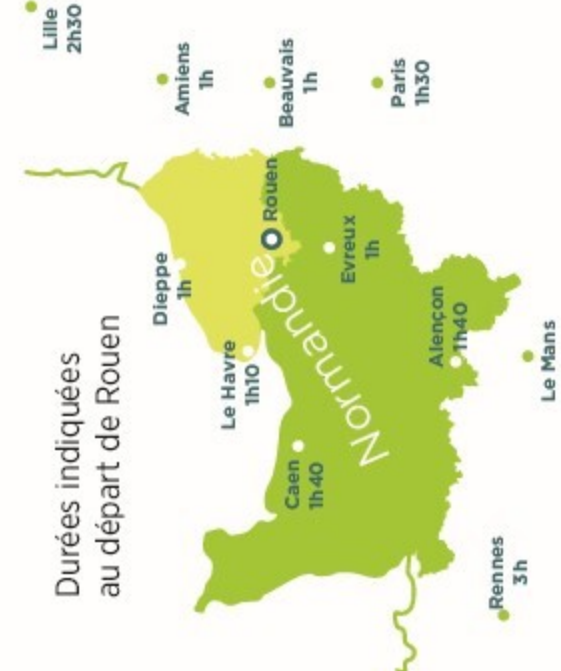 Durées indiquées
au départ de Rouen
Lille
2h30
Amiens
1h
Beauvais
1h
Paris
1h30
Dieppe
1h
Rouen
Le Havre
1h10
Normandie
Evreux
1h
Caen
1h40
Alençon
1h40
Le Mans
Rennes
3h